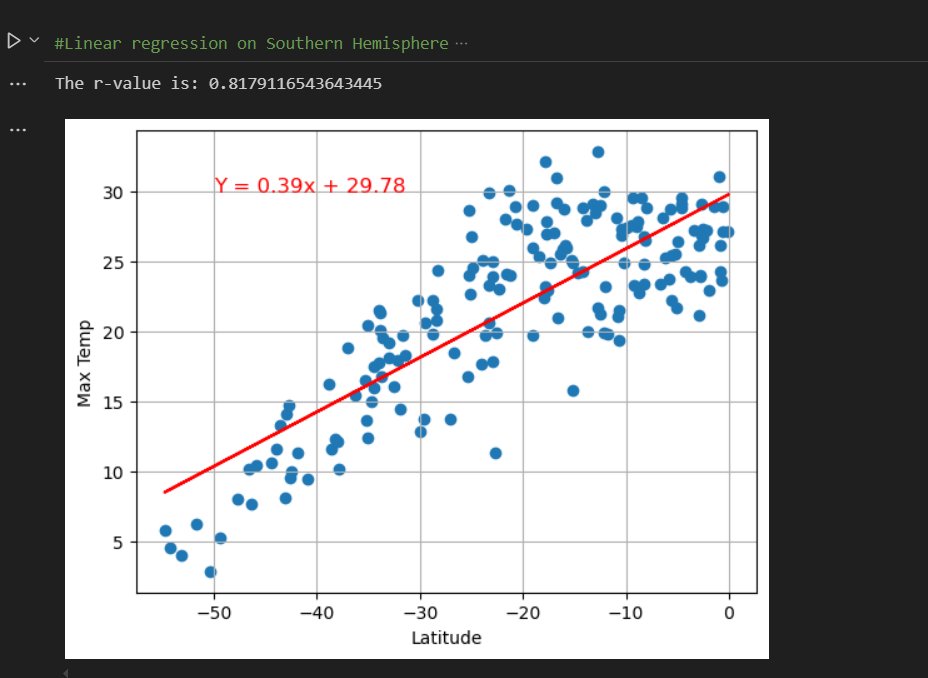 #Linear regression on Southern Hemisphere ...
The r-value is: 0.8179116543643445
Y = 0.39x + 29.78
30
25
20
15
10
5
Max Temp
−50 −40 −30 −20 −10 0
Latitude